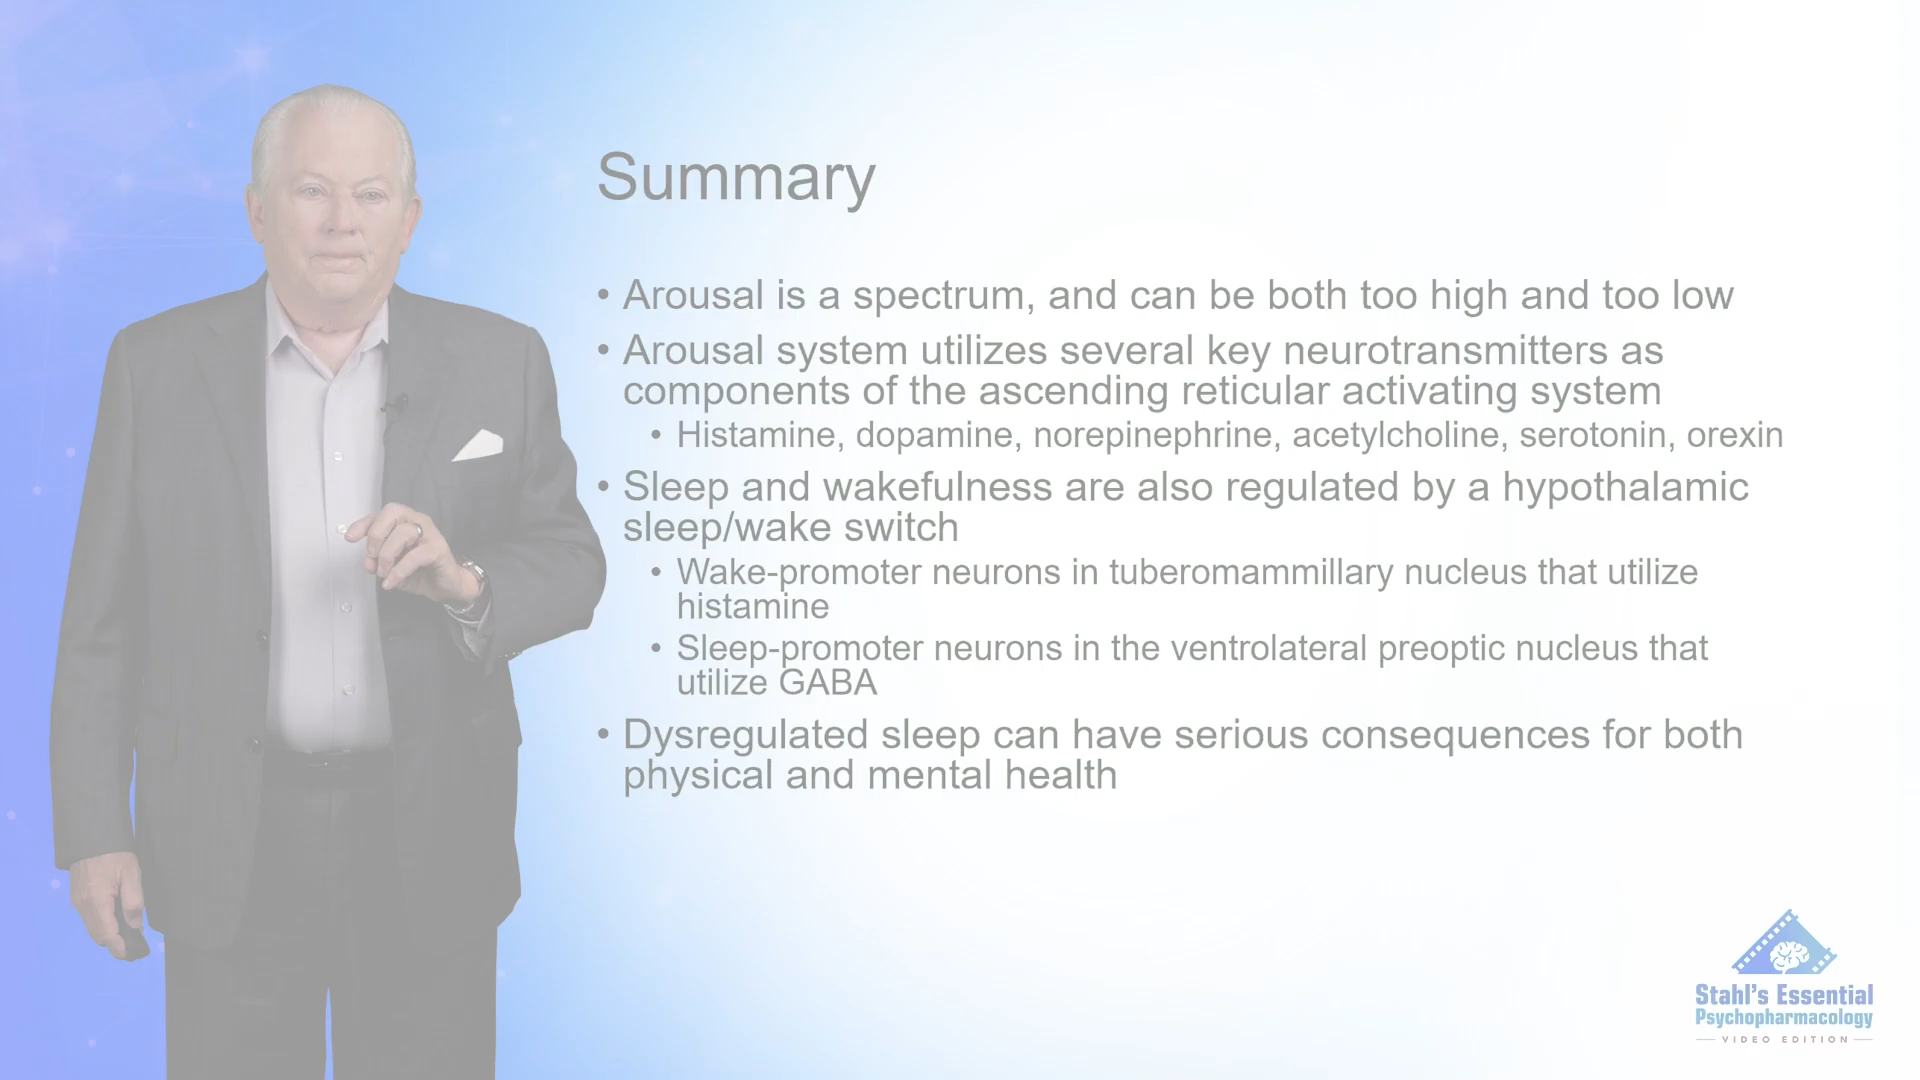 Summary
• Arousal is a spectrum, and can be both too high and too low
• Arousal system utilizes several key neurotransmitters as
components of the ascending reticular activating system
• Histamine, dopamine, norepinephrine, acetylcholine, serotonin, orexin
• Sleep and wakefulness are also regulated by a hypothalamic
sleep/wake switch
• Wake-promoter neurons in tuberomammillary nucleus that utilize
histamine
• Sleep-promoter neurons in the ventrolateral preoptic nucleus that
utilize GABA
• Dysregulated sleep can have serious consequences for both
physical and mental health
Stahl's Essential
Psychopharmacology
VIDEO EDITION